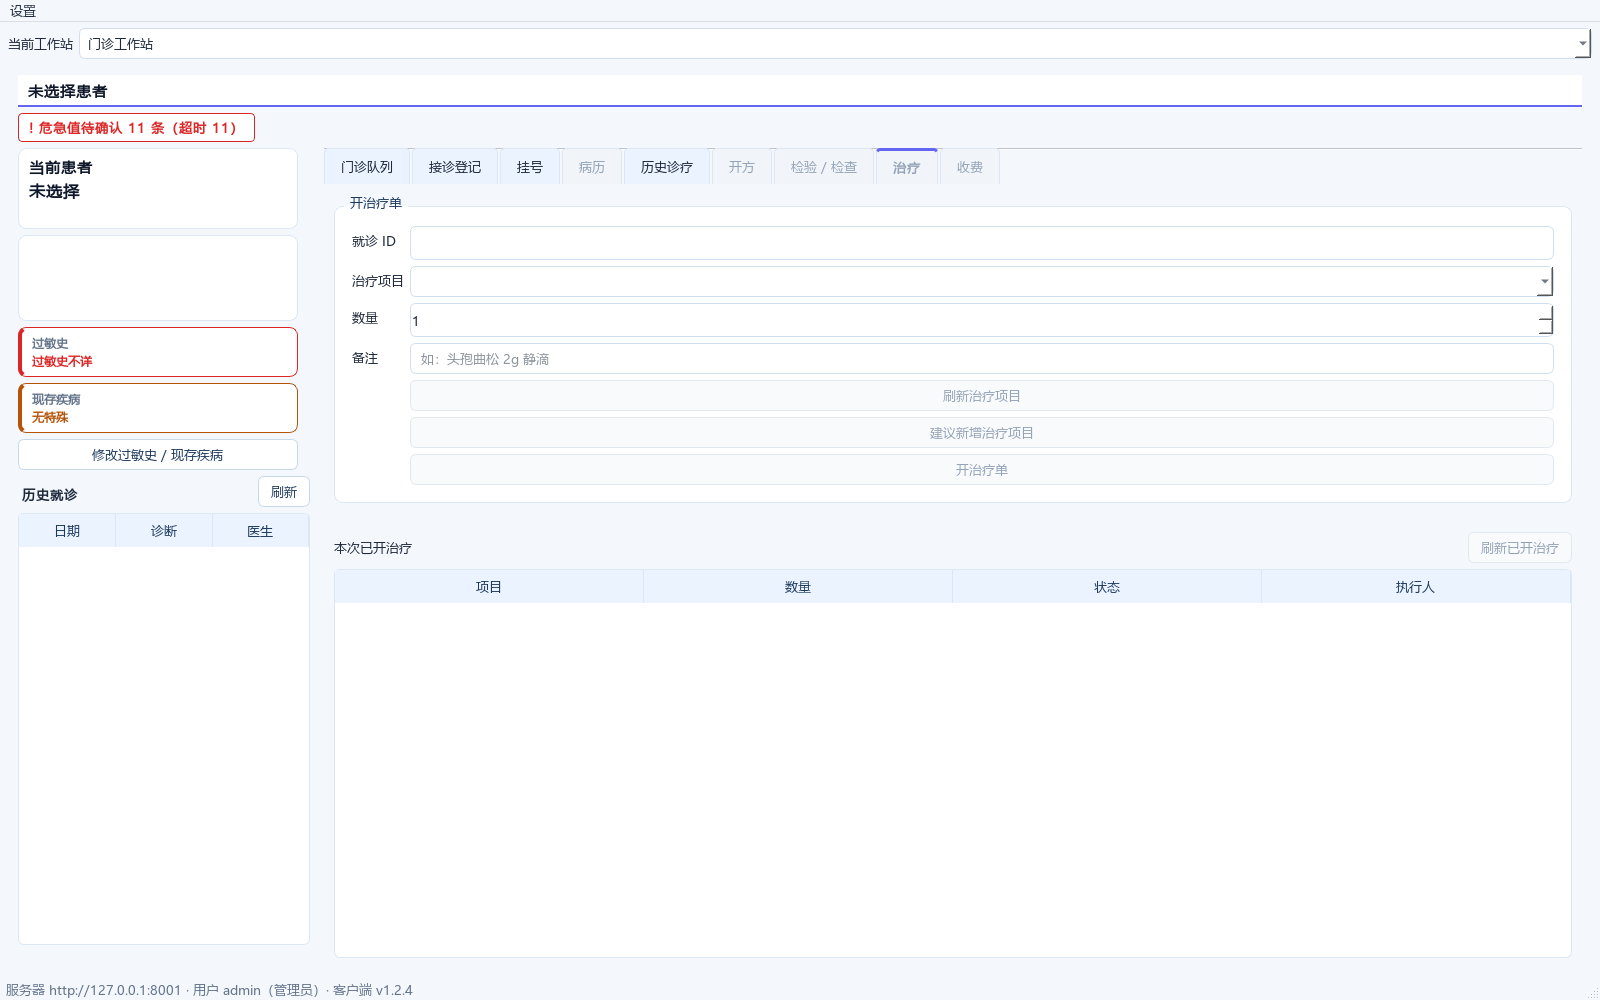 设置
当前工作站 门诊工作站
未选择患者
! 危急值待确认 11 条（超时 11）
当前患者
未选择
过敏史
过敏史不详
现存疾病
无特殊
修改过敏史 / 现存疾病
历史就诊 刷新
日期 诊断 医生
门诊队列 接诊登记 挂号 病历 历史诊疗 开方 检验 / 检查 治疗 收费
开治疗单
就诊 ID
治疗项目
数量 1
备注 如：头孢曲松 2g 静滴
刷新治疗项目
建议新增治疗项目
开治疗单
本次已开治疗 刷新已开治疗
项目 数量 状态 执行人
服务器 http://127.0.0.1:8001 · 用户 admin（管理员）· 客户端 v1.2.4